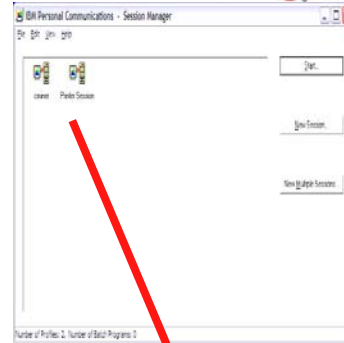 IBM Personal Communications - Session Manager
File Edit View Help
Start...
Printer Session
New Session...
New Multiple Sessions...
Number of Profiles: 2, Number of Batch Programs: 0